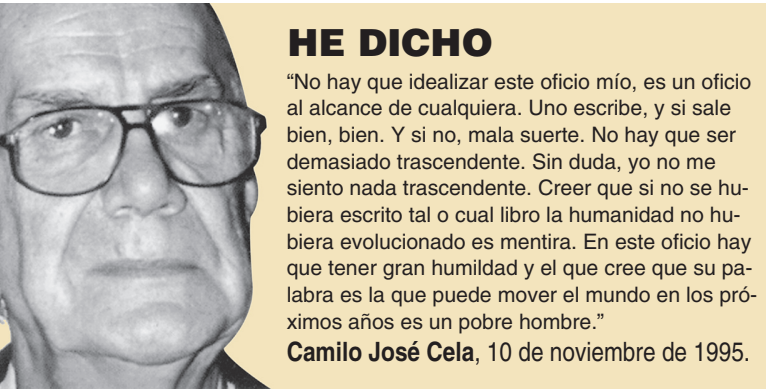 HE DICHO
“No hay que idealizar este oficio mío, es un oficio
al alcance de cualquiera. Uno escribe, y si sale
bien, bien. Y si no, mala suerte. No hay que ser
demasiado trascendente. Sin duda, yo no me
siento nada trascendente. Creer que si no se hu-
biera escrito tal o cual libro la humanidad no hu-
biera evolucionado es mentira. En este oficio hay
que tener gran humildad y el que cree que su pa-
labra es la que puede mover el mundo en los pró-
ximos años es un pobre hombre.”
Camilo José Cela, 10 de noviembre de 1995.